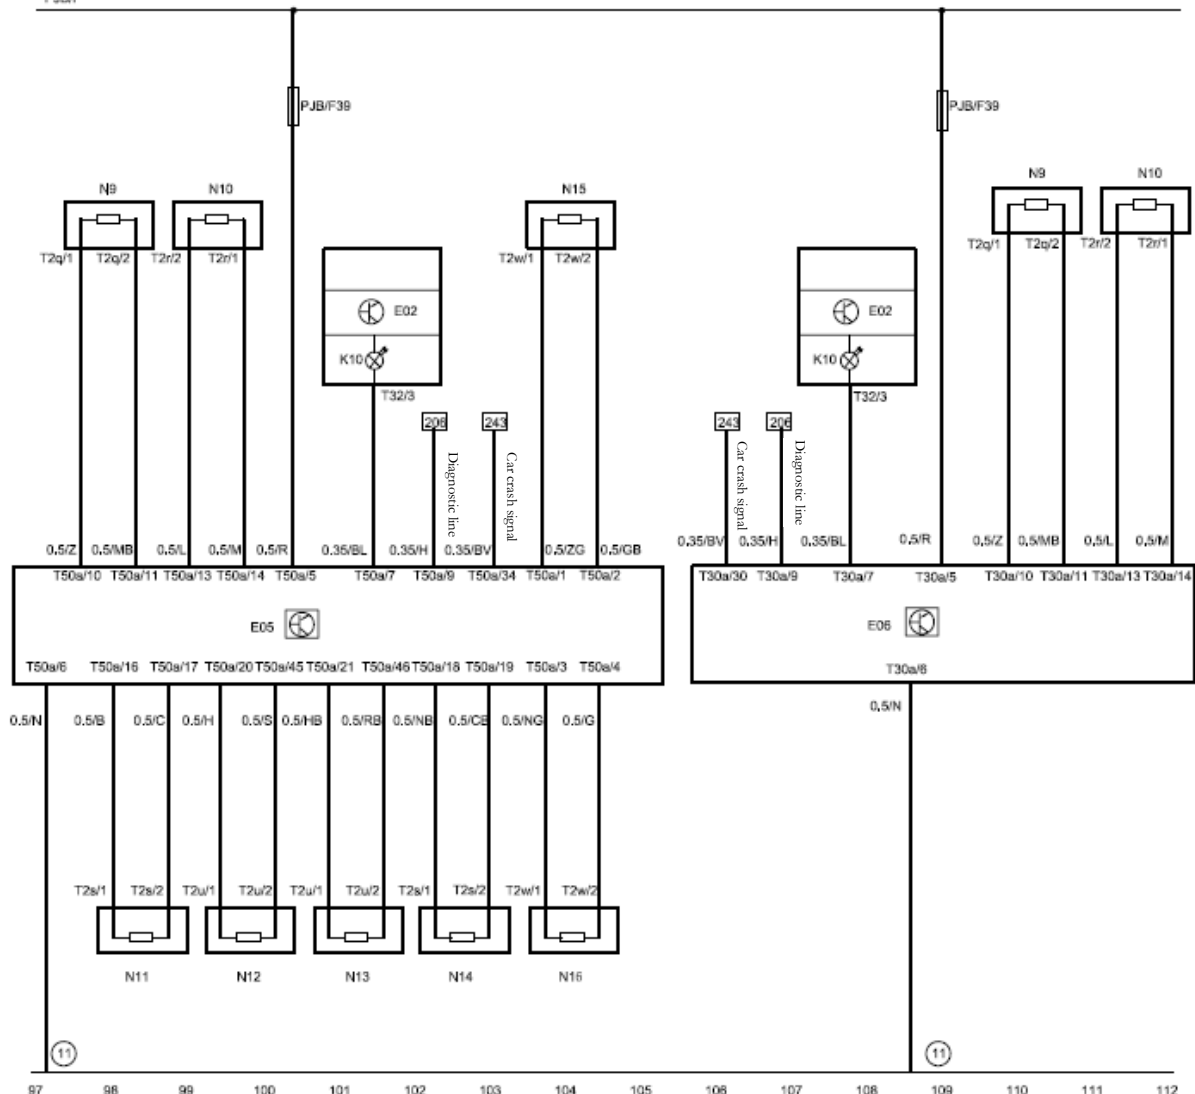 PJB/F39 PJB/F39
N9 N10 N15 N9 N10
T2q/1 T2q/2 T2r/2 T2r/1 T2w/1 T2w/2 T2q/1 T2q/2 T2r/2 T2r/1
E02 E02
K10 K10
T32/3 T32/3
206 243 243 206
Diagnostic line
Car crash signal
Car crash signal
Diagnostic line
0.5/Z 0.5/MB 0.5/L 0.5/M 0.5/R 0.35/BL 0.35/H 0.35/BV 0.5/ZG 0.5/GB 0.35/BV 0.35/H 0.35/BL 0.5/R 0.5/Z 0.5/MB 0.5/L 0.5/M
T50a/10 T50a/11 T50a/13 T50a/14 T50a/5 T50a/7 T50a/9 T50a/34 T50a/1 T50a/2 T30a/30 T30a/9 T30a/7 T30a/5 T30a/10 T30a/11 T30a/13 T30a/14
E05 E06
T50a/6 T50a/16 T50a/17 T50a/20 T50a/45 T50a/21 T50a/46 T50a/18 T50a/19 T50a/3 T50a/4 T30a/6
0.5/N 0.5/B 0.5/C 0.5/H 0.5/S 0.5/HB 0.5/RB 0.5/NB 0.5/CB 0.5/NG 0.5/G 0.5/N
T2s/1 T2s/2 T2u/1 T2u/2 T2u/1 T2u/2 T2s/1 T2s/2 T2w/1 T2w/2
N11 N12 N13 N14 N16
11 11
97 98 99 100 101 102 103 104 105 106 107 108 109 110 111 112